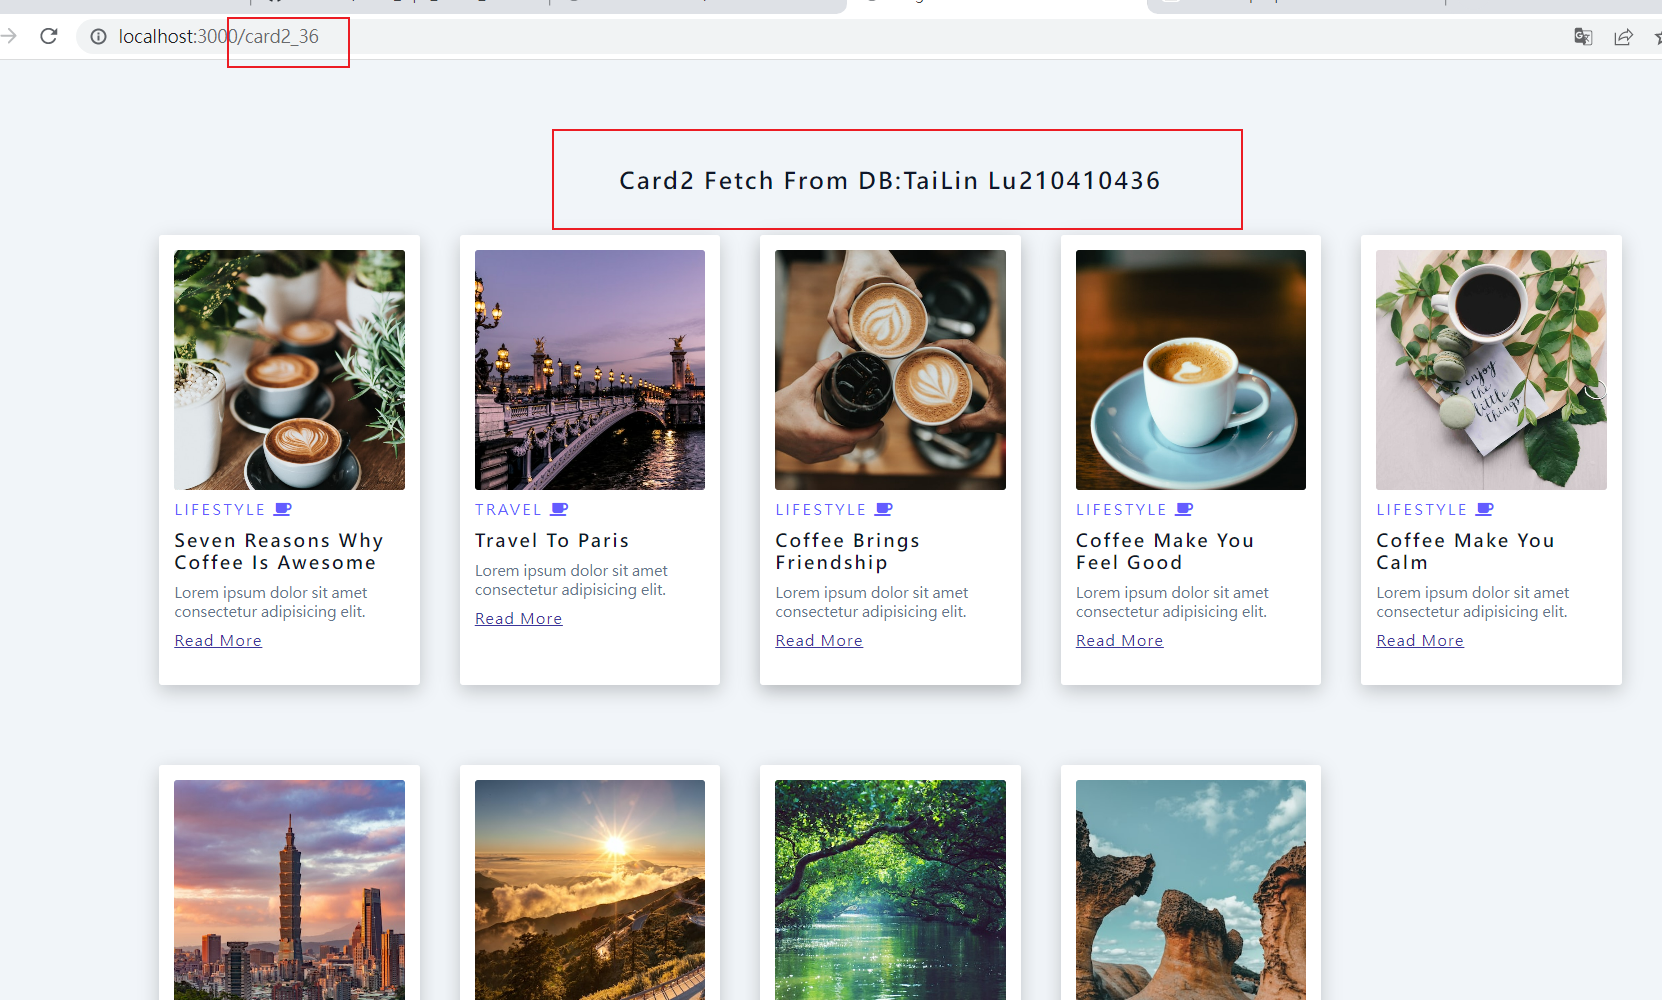 localhost:3000/card2_36
Card2 Fetch From DB:TaiLin Lu210410436
LIFESTYLE
Seven Reasons Why
Coffee Is Awesome
Lorem ipsum dolor sit amet
consectetur adipisicing elit.
Read More
TRAVEL
Travel To Paris
Lorem ipsum dolor sit amet
consectetur adipisicing elit.
Read More
LIFESTYLE
Coffee Brings
Friendship
Lorem ipsum dolor sit amet
consectetur adipisicing elit.
Read More
LIFESTYLE
Coffee Make You
Feel Good
Lorem ipsum dolor sit amet
consectetur adipisicing elit.
Read More
enjoy
the
little
things
LIFESTYLE
Coffee Make You
Calm
Lorem ipsum dolor sit amet
consectetur adipisicing elit.
Read More